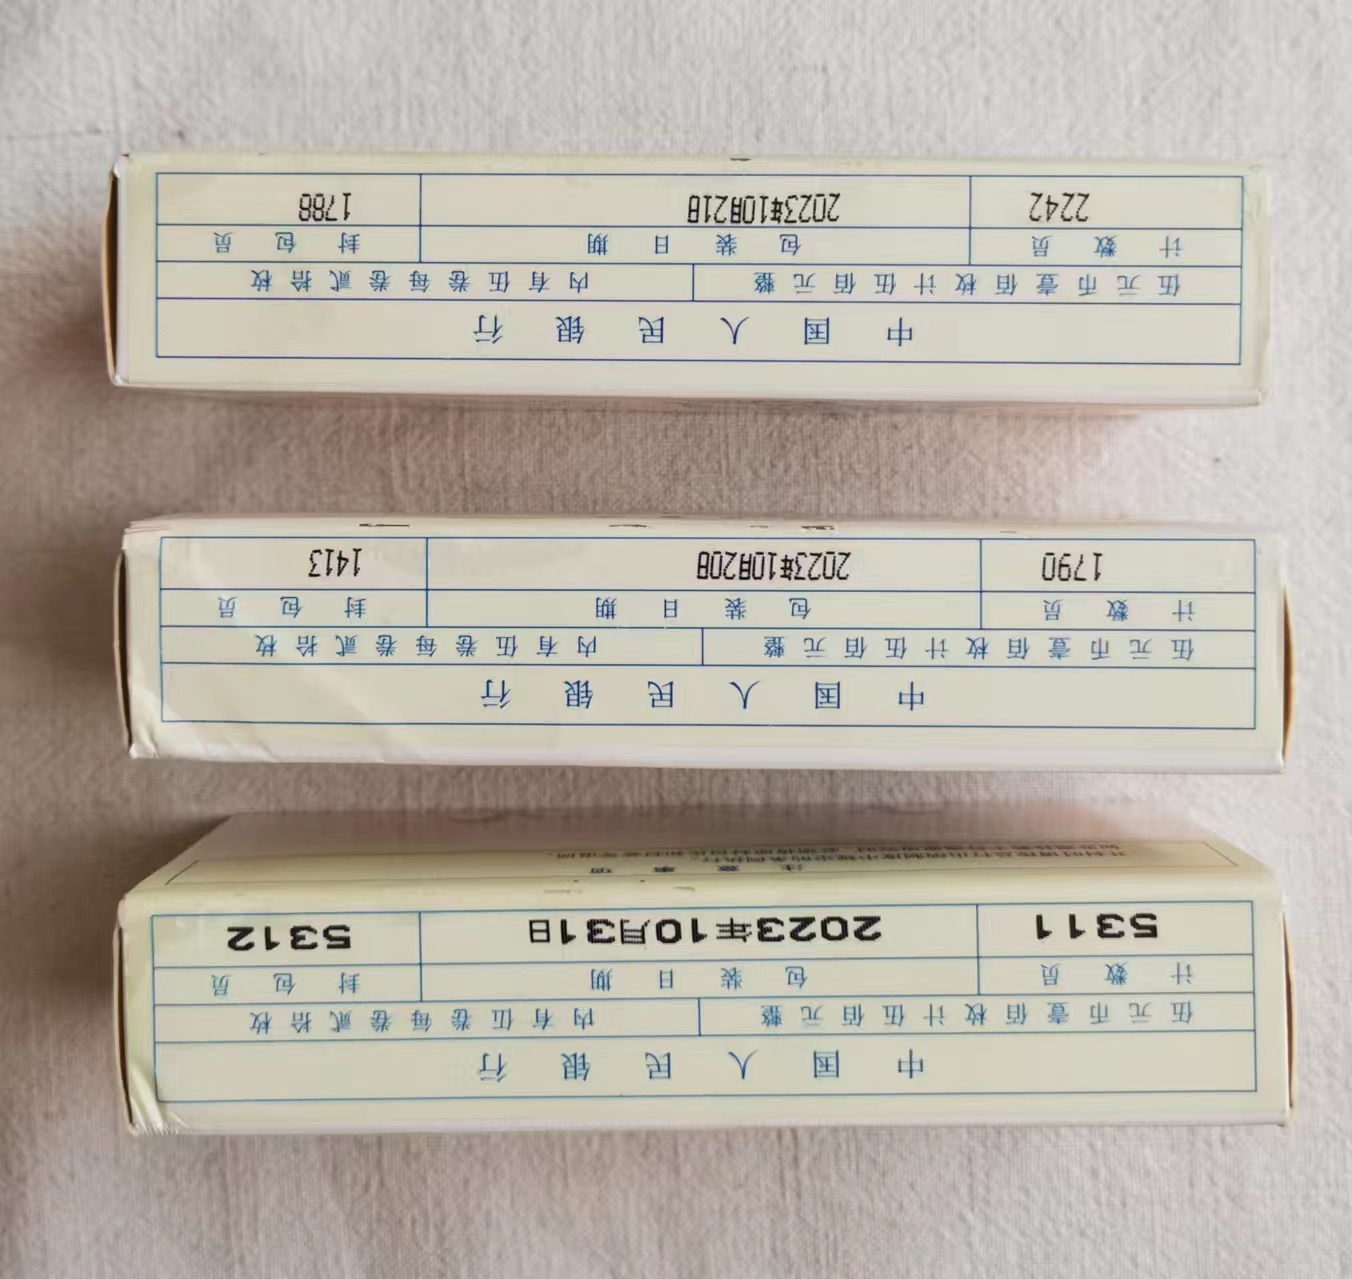 中国人民银行
伍元币壹佰枚计伍佰元整 内有伍卷每卷贰拾枚
计数员 包装日期 封包员
5311 2023年10月31日 5312
注意事项
中国人民银行
伍元币壹佰枚计伍佰元整 内有伍卷每卷贰拾枚
计数员 包装日期 封包员
1790 2023年10月20日 1413
中国人民银行
伍元币壹佰枚计伍佰元整 内有伍卷每卷贰拾枚
计数员 包装日期 封包员
2242 2023年10月21日 1788